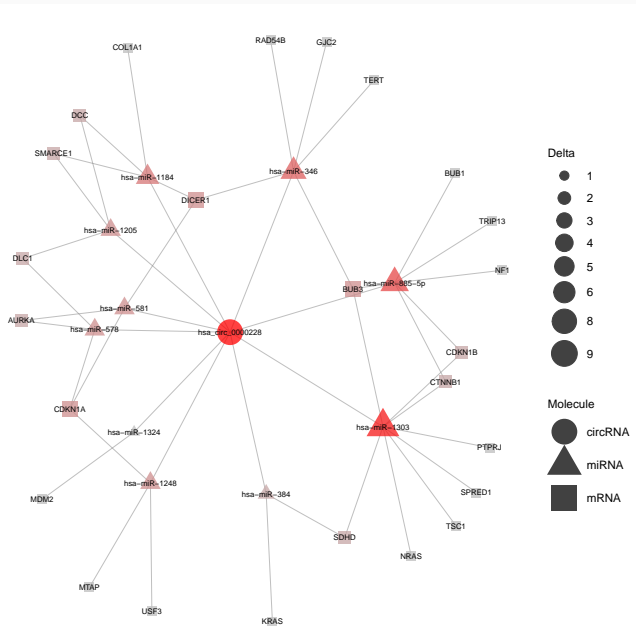 RAD54B
GJC2
COL1A1
TERT
DCC
SMARCE1
hsa-miR-1184
hsa-miR-346
BUB1
DICER1
TRIP13
hsa-miR-1205
DLC1
NF1
BUB3
hsa-miR-885-5p
hsa-miR-581
AURKA
hsa-miR-578
hsa_circ_0000228
CDKN1B
CTNNB1
CDKN1A
hsa-miR-1324
hsa-miR-1303
PTPRJ
hsa-miR-1248
hsa-miR-384
SPRED1
MDM2
TSC1
SDHD
NRAS
MTAP
USF3
KRAS
Delta
1
2
3
4
5
6
8
9
Molecule
circRNA
miRNA
mRNA